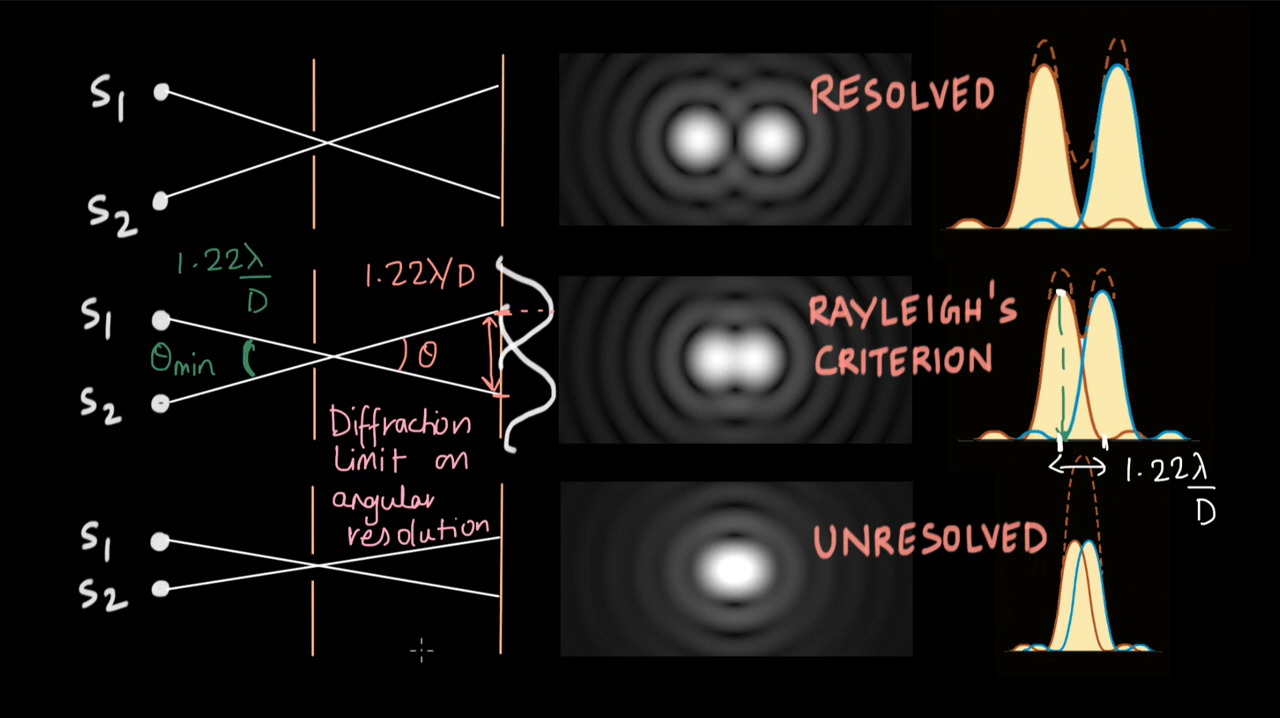 S1
S2
RESOLVED
1.22λ/D
S1
θmin
S2
1.22λ/D
θ
RAYLEIGH'S
CRITERION
1.22λ/D
Diffraction
Limit on
angular
resolution
S1
S2
UNRESOLVED